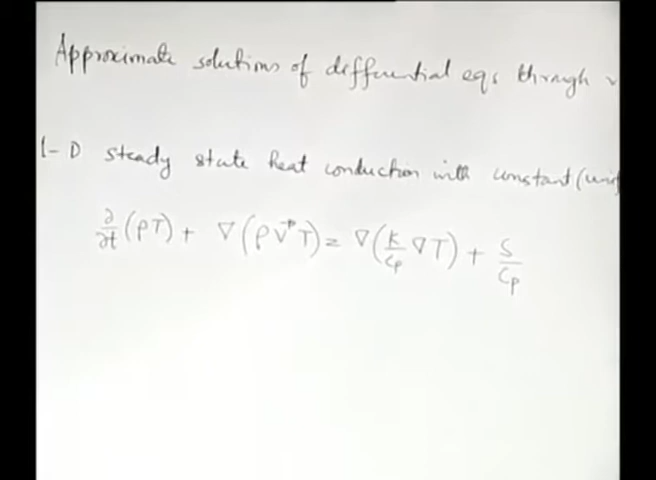 Approximate solutions of differential eqs through
1-D steady state heat conduction with constant
∂/∂t (ρT) + ∇(ρV⃗T) = ∇(k/Cp ∇T) + S/Cp